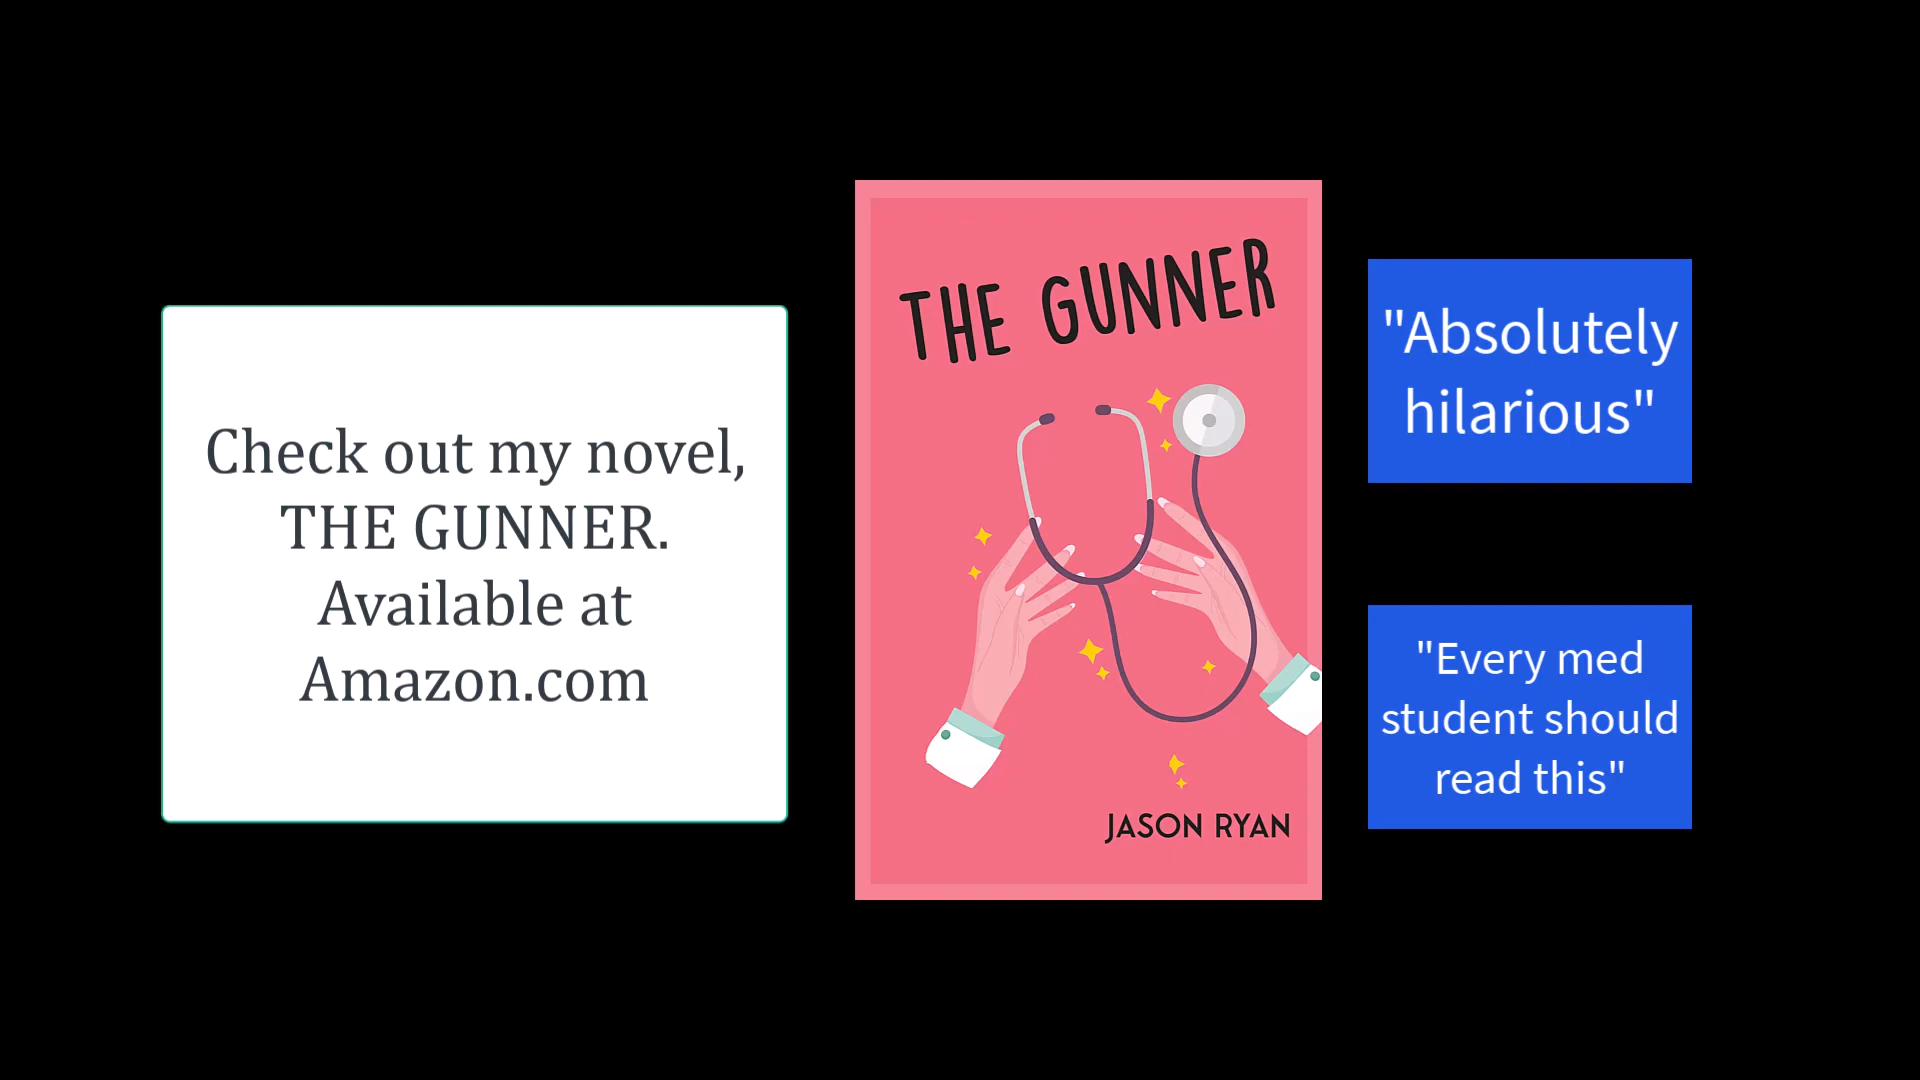 Check out my novel,
THE GUNNER.
Available at
Amazon.com
THE GUNNER
JASON RYAN
"Absolutely
hilarious"
"Every med
student should
read this"